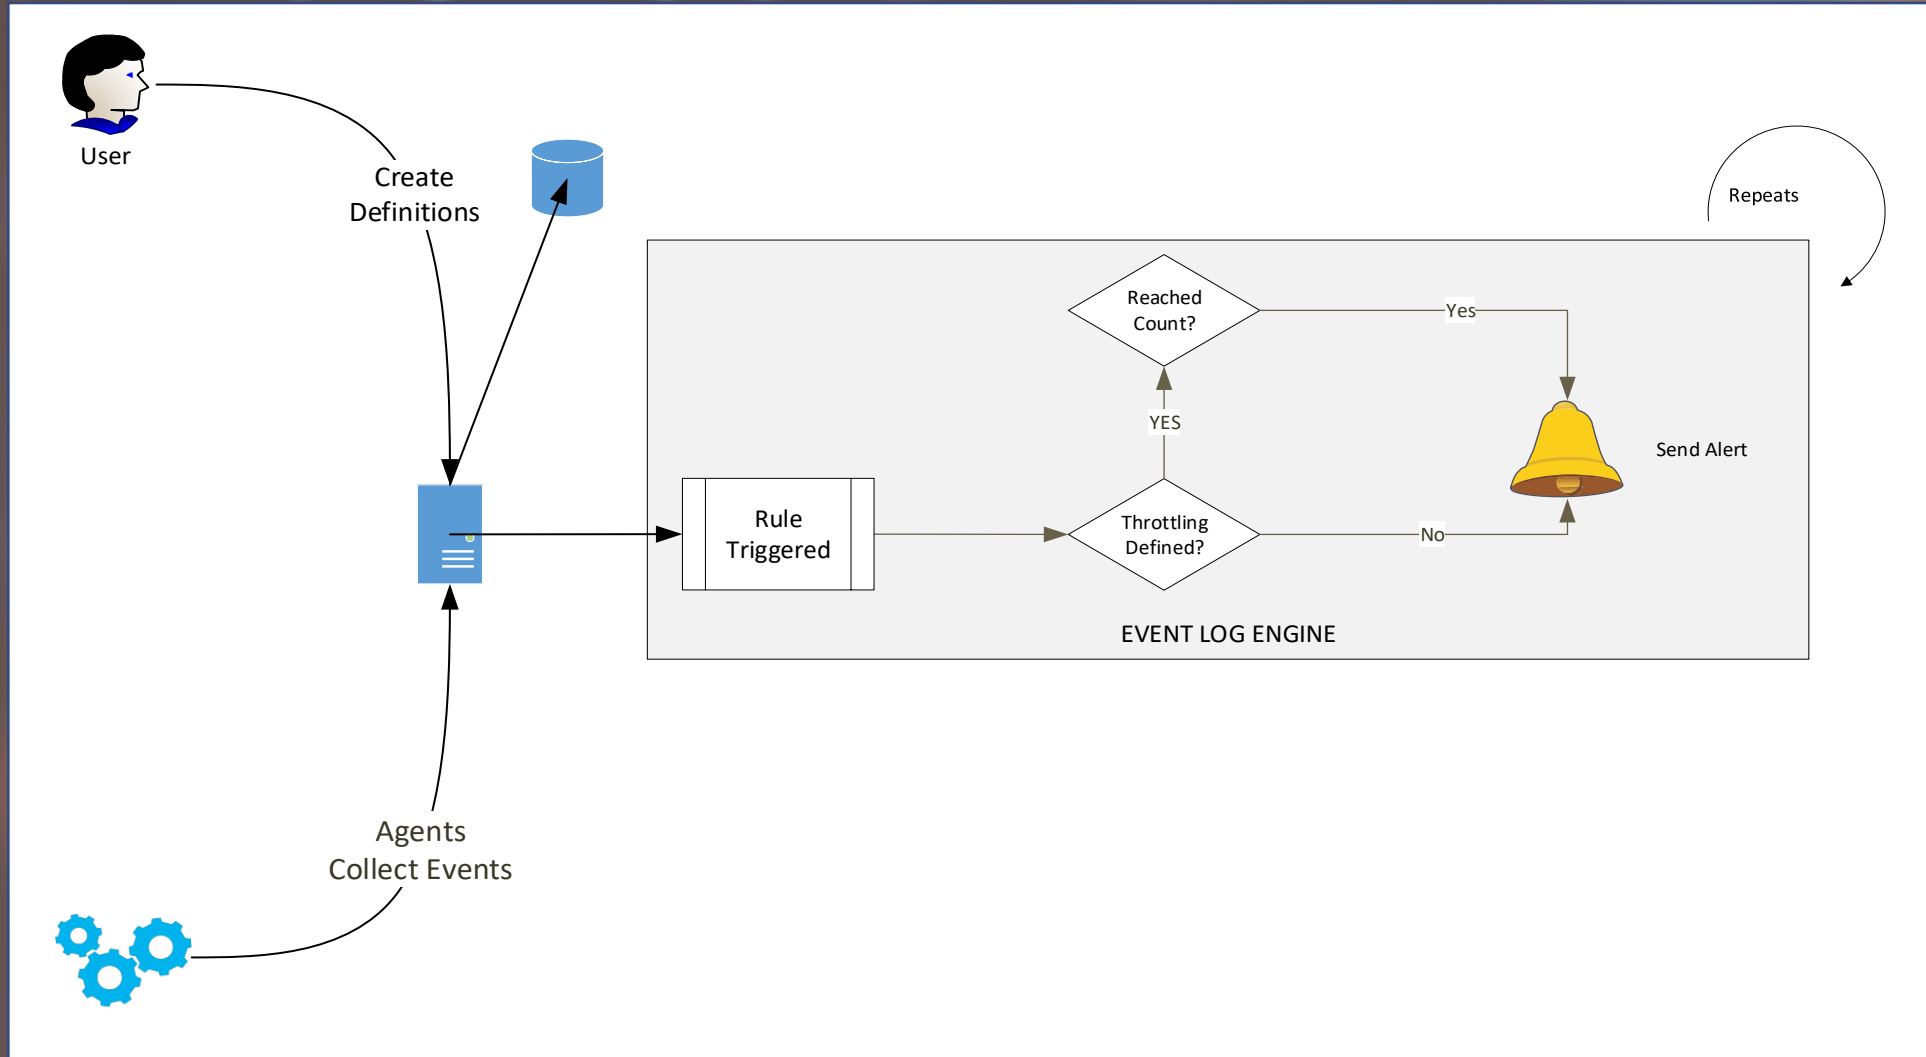 User
Create
Definitions
Repeats
Reached
Count?
Yes
YES
Send Alert
Rule
Triggered
Throttling
Defined?
No
EVENT LOG ENGINE
Agents
Collect Events